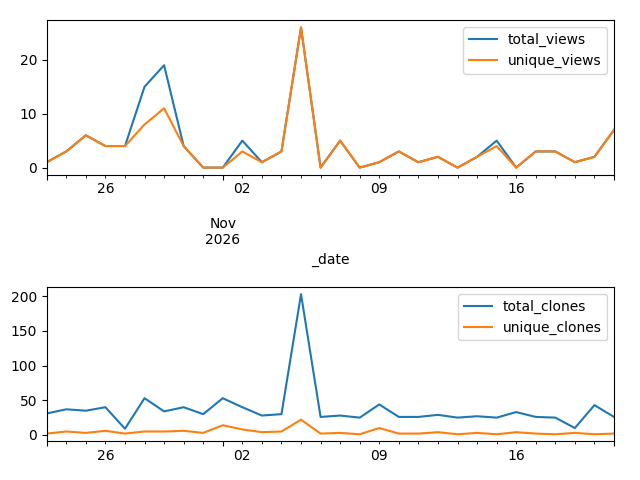 total_views
unique_views
20
10
0
26 02 09 16
Nov
2026
_date
total_clones
unique_clones
200
150
100
50
0
26 02 09 16